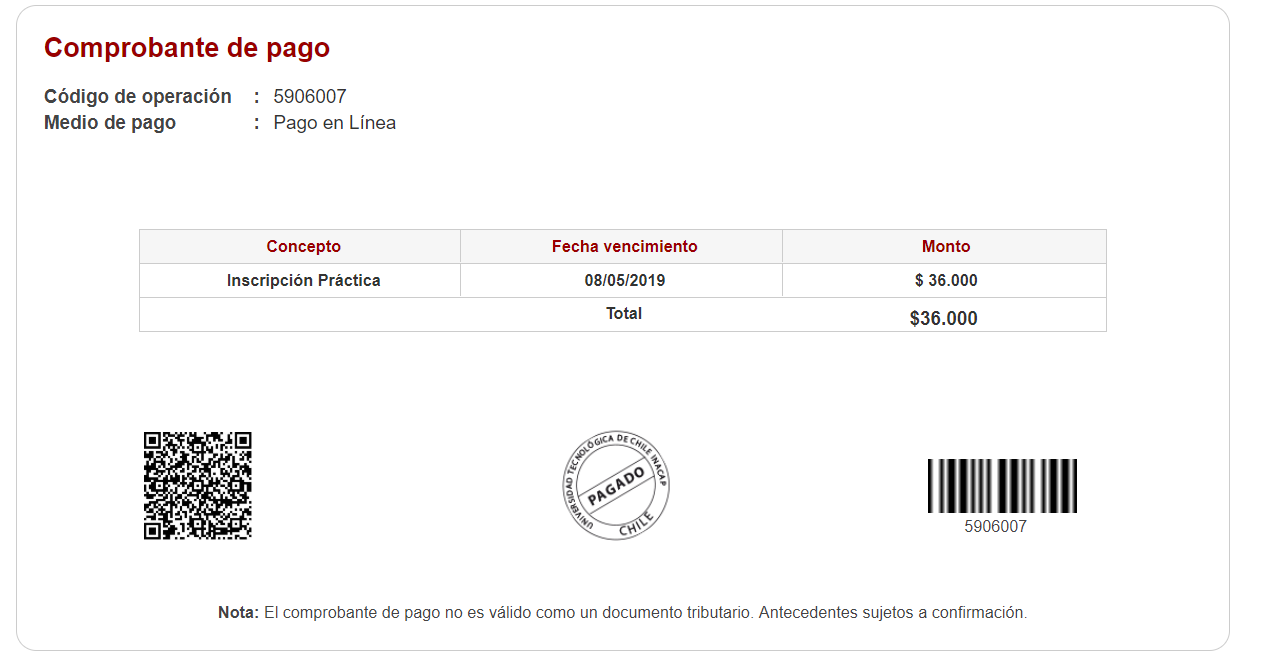 Comprobante de pago
Código de operación : 5906007
Medio de pago : Pago en Línea
Concepto Fecha vencimiento Monto
Inscripción Práctica 08/05/2019 $ 36.000
Total $36.000
UNIVERSIDAD TECNOLÓGICA DE CHILE INACAP
PAGADO
CHILE
5906007
Nota: El comprobante de pago no es válido como un documento tributario. Antecedentes sujetos a confirmación.